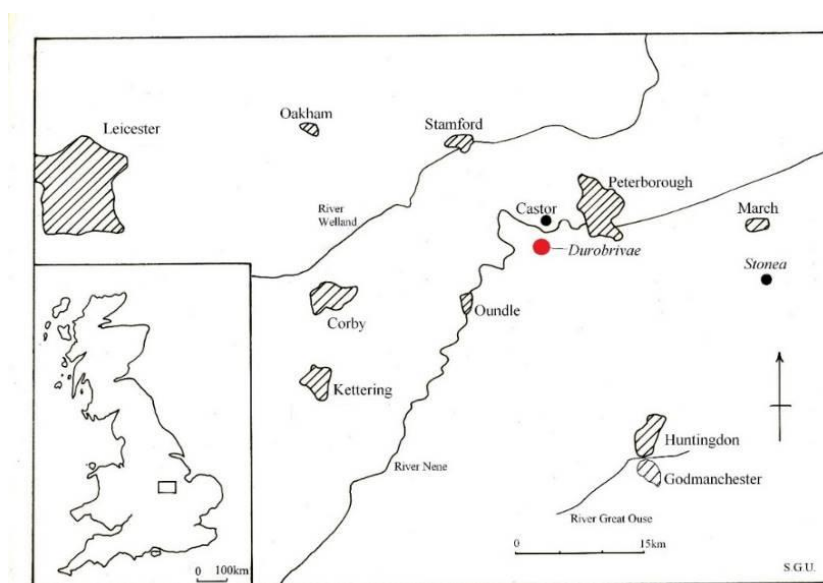 Leicester
Oakham
Stamford
River
Welland
Peterborough
Castor
March
Durobrivae
Stonea
Corby
Oundle
Kettering
River Nene
Huntingdon
Godmanchester
River Great Ouse
0 15km
0 100km
S.G.U.